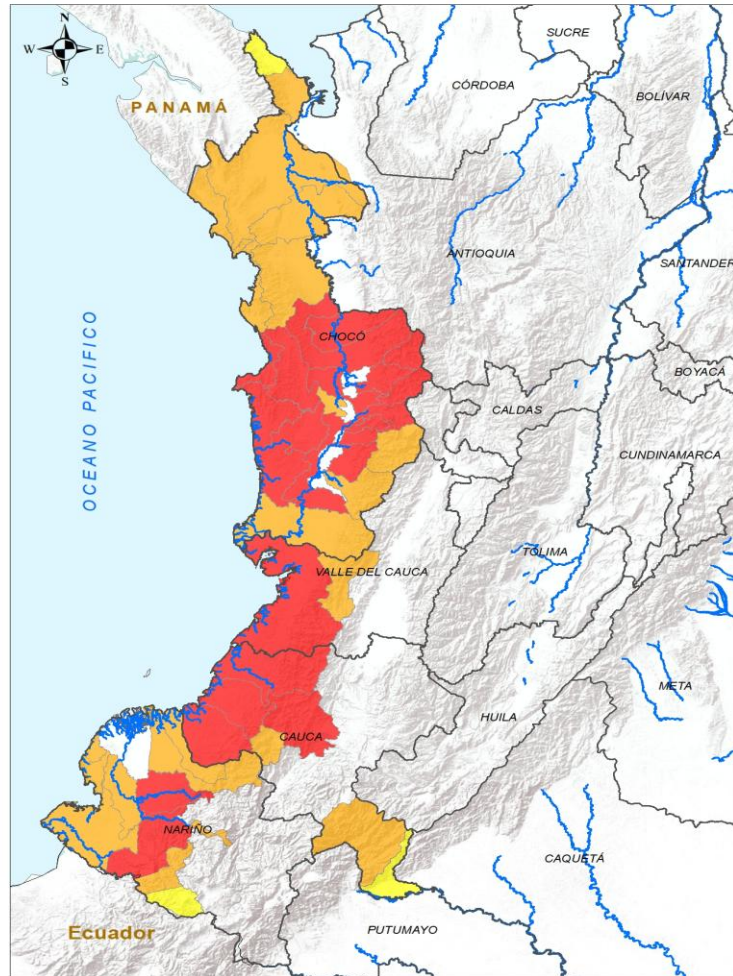 N
W E
S
SUCRE
CÓRDOBA
PANAMÁ
BOLÍVAR
ANTIOQUIA
SANTANDER
OCEANO PACIFICO
CHOCÓ
BOYACÁ
CALDAS
CUNDINAMARCA
TOLIMA
VALLE DEL CAUCA
META
HUILA
CAUCA
NARIÑO
CAQUETÁ
Ecuador
PUTUMAYO